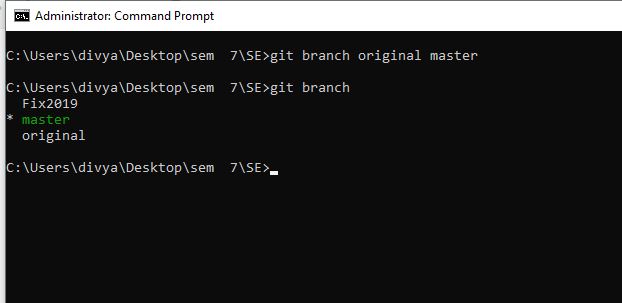 Administrator: Command Prompt
C:\Users\divya\Desktop\sem  7\SE>git branch original master
C:\Users\divya\Desktop\sem  7\SE>git branch
  Fix2019
* master
  original
C:\Users\divya\Desktop\sem  7\SE>